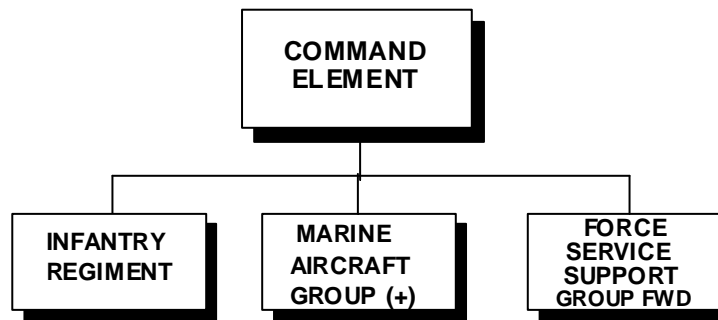 COMMAND
ELEMENT
INFANTRY
REGIMENT
MARINE
AIRCRAFT
GROUP (+)
FORCE
SERVICE
SUPPORT
GROUP FWD